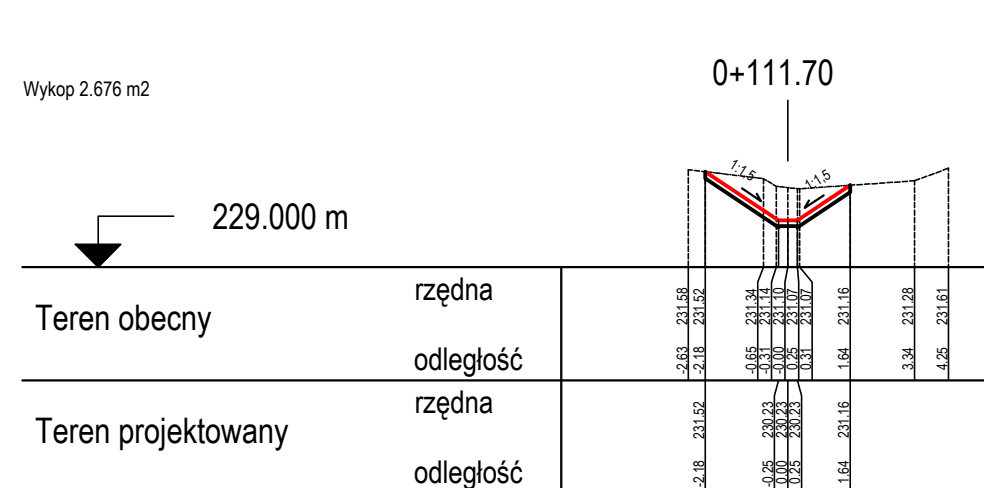 0+111.70
Wykop 2.676 m2
1:1,5 1:1,5
229.000 m
Teren obecny
rzędna 231.58 231.52 231.34 231.14 231.10 231.07 231.07 231.16 231.28 231.61
odległość -2.63 -2.18 -0.65 -0.31 -0.00 0.25 0.31 1.64 3.34 4.25
Teren projektowany
rzędna 231.52 230.23 230.23 230.23 231.16
odległość -2.18 -0.25 0.00 0.25 1.64